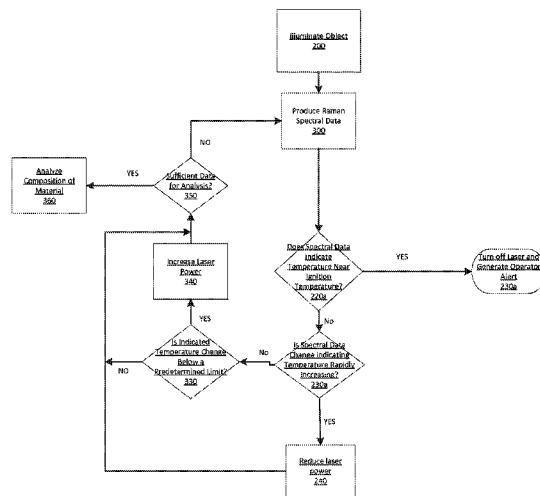 Illuminate Object
200
Produce Raman
Spectral Data
300
NO
Sufficient Data
for Analysis?
350
YES
Analyze
Composition of
Material
360
Increase Laser
Power
340
Does Spectral Data
Indicate
Temperature Near
Ignition
Temperature?
220a
YES
Turn off Laser and
Generate Operator
Alert
230a
No
YES
Is Indicated
Temperature Change
Below a
Predetermined Limit?
330
NO
No
Is Spectral Data
Change Indicating
Temperature Rapidly
Increasing?
230a
YES
Reduce laser
power
240